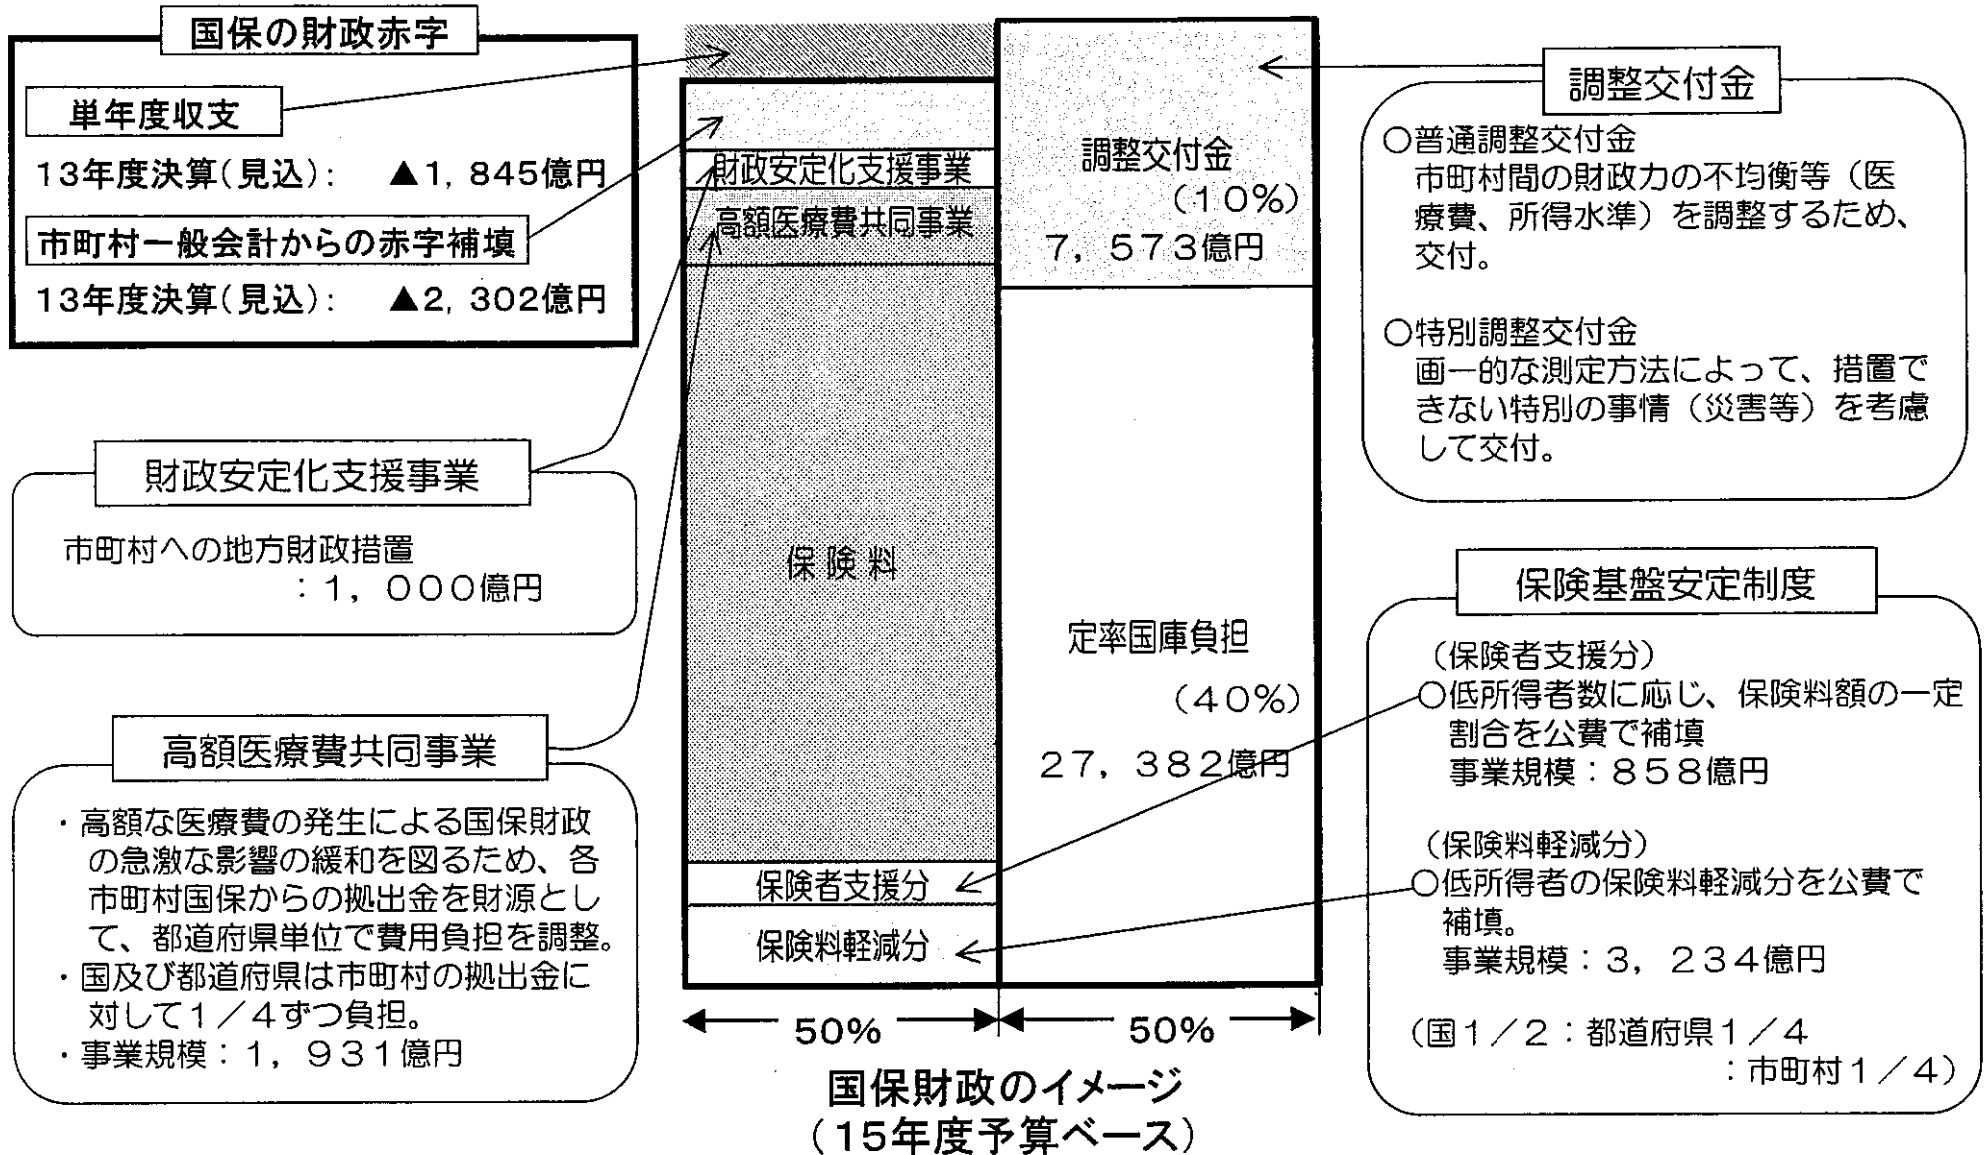 国保の財政赤字
単年度収支
13年度決算(見込): ▲1,845億円
市町村一般会計からの赤字補填
13年度決算(見込): ▲2,302億円
財政安定化支援事業
市町村への地方財政措置
:1,000億円
高額医療費共同事業
・高額な医療費の発生による国保財政
の急激な影響の緩和を図るため、各
市町村国保からの拠出金を財源とし
て、都道府県単位で費用負担を調整。
・国及び都道府県は市町村の拠出金に
対して1/4ずつ負担。
・事業規模:1,931億円
財政安定化支援事業
高額医療費共同事業
保険料
保険者支援分
保険料軽減分
調整交付金
(10%)
7,573億円
定率国庫負担
(40%)
27,382億円
50%
50%
国保財政のイメージ
(15年度予算ベース)
調整交付金
○普通調整交付金
市町村間の財政力の不均衡等(医
療費、所得水準)を調整するため、
交付。
○特別調整交付金
画一的な測定方法によって、措置で
きない特別の事情(災害等)を考慮
して交付。
保険基盤安定制度
(保険者支援分)
○低所得者数に応じ、保険料額の一定
割合を公費で補填
事業規模:858億円
(保険料軽減分)
○低所得者の保険料軽減分を公費で
補填。
事業規模:3,234億円
(国1/2:都道府県1/4
:市町村1/4)